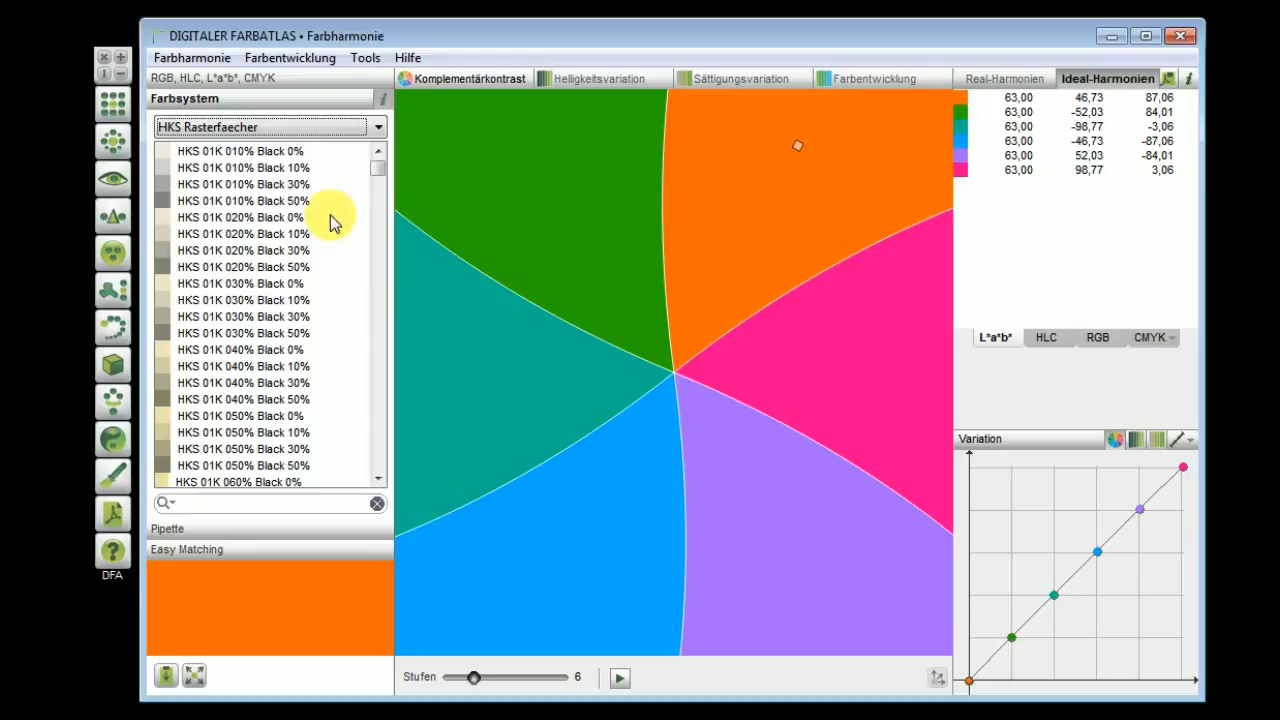 DIGITALER FARBATLAS • Farbharmonie
Farbharmonie Farbentwicklung Tools Hilfe
RGB, HLC, L*a*b*, CMYK
Komplementärkontrast Helligkeitsvariation Sättigungsvariation Farbentwicklung Real-Harmonien Ideal-Harmonien i
Farbsystem i
HKS Rasterfaecher
HKS 01K 010% Black 0%
HKS 01K 010% Black 10%
HKS 01K 010% Black 30%
HKS 01K 010% Black 50%
HKS 01K 020% Black 0%
HKS 01K 020% Black 10%
HKS 01K 020% Black 30%
HKS 01K 020% Black 50%
HKS 01K 030% Black 0%
HKS 01K 030% Black 10%
HKS 01K 030% Black 30%
HKS 01K 030% Black 50%
HKS 01K 040% Black 0%
HKS 01K 040% Black 10%
HKS 01K 040% Black 30%
HKS 01K 040% Black 50%
HKS 01K 050% Black 0%
HKS 01K 050% Black 10%
HKS 01K 050% Black 30%
HKS 01K 050% Black 50%
HKS 01K 060% Black 0%
Pipette
Easy Matching
?
DFA
Stufen 6
63,00 46,73 87,06
63,00 -52,03 84,01
63,00 -98,77 -3,06
63,00 -46,73 -87,06
63,00 52,03 -84,01
63,00 98,77 3,06
L*a*b* HLC RGB CMYK
Variation